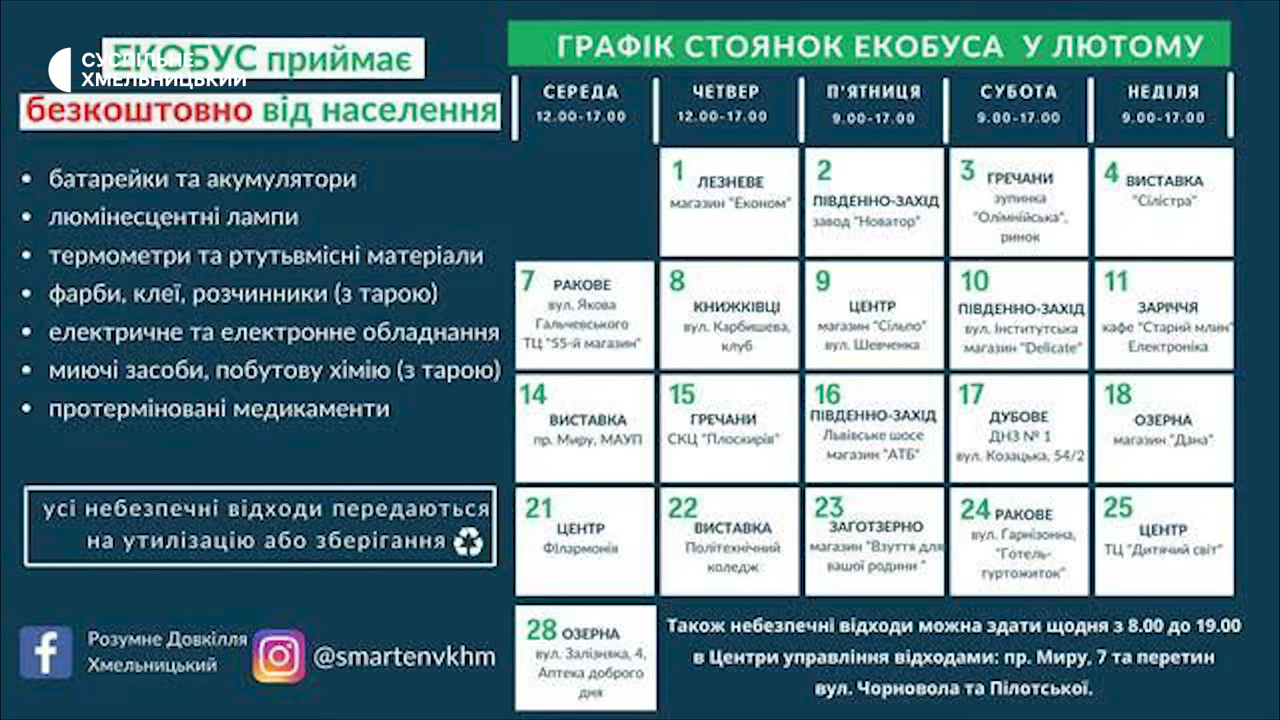 СУСПІЛЬНЕ
ХМЕЛЬНИЦЬКИЙ
ЕКОБУС приймає
безкоштовно від населення
• батарейки та акумулятори
• люмінесцентні лампи
• термометри та ртутьвмісні матеріали
• фарби, клеї, розчинники (з тарою)
• електричне та електронне обладнання
• миючі засоби, побутову хімію (з тарою)
• протерміновані медикаменти
усі небезпечні відходи передаються
на утилізацію або зберігання
Розумне Довкілля
Хмельницький
@smartenvkhm
ГРАФІК СТОЯНОК ЕКОБУСА У ЛЮТОМУ
СЕРЕДА
12.00-17.00
ЧЕТВЕР
12.00-17.00
П'ЯТНИЦЯ
9.00-17.00
СУБОТА
9.00-17.00
НЕДІЛЯ
9.00-17.00
1 ЛЕЗНЕВЕ
магазин "Економ"
2
ПІВДЕННО-ЗАХІД
завод "Новатор"
3 ГРЕЧАНИ
зупинка
"Олімпійська",
ринок
4 ВИСТАВКА
"Сілістра"
7 РАКОВЕ
вул. Якова
Гальчевського
ТЦ "55-й магазин"
8
КНИЖКІВЦІ
вул. Карбишева,
клуб
9
ЦЕНТР
магазин "Сільпо"
вул. Шевченка
10
ПІВДЕННО-ЗАХІД
вул. Інститутська
магазин "Delicate"
11
ЗАРІЧЧЯ
кафе "Старий млин"
Електроніка
14
ВИСТАВКА
пр. Миру, МАУП
15
ГРЕЧАНИ
СКЦ "Плоскирів"
16
ПІВДЕННО-ЗАХІД
Львівське шосе
магазин "АТБ"
17
ДУБОВЕ
ДНЗ № 1
вул. Козацька, 54/2
18
ОЗЕРНА
магазин "Дана"
21
ЦЕНТР
Філармонія
22
ВИСТАВКА
Політехнічний
коледж
23
ЗАГОТЗЕРНО
магазин "Взуття для
вашої родини "
24 РАКОВЕ
вул. Гарнізонна,
"Готель-
гуртожиток"
25
ЦЕНТР
ТЦ "Дитячий світ"
28 ОЗЕРНА
вул. Залізняка, 4,
Аптека доброго
дня
Також небезпечні відходи можна здати щодня з 8.00 до 19.00
в Центри управління відходами: пр. Миру, 7 та перетин
вул. Чорновола та Пілотської.